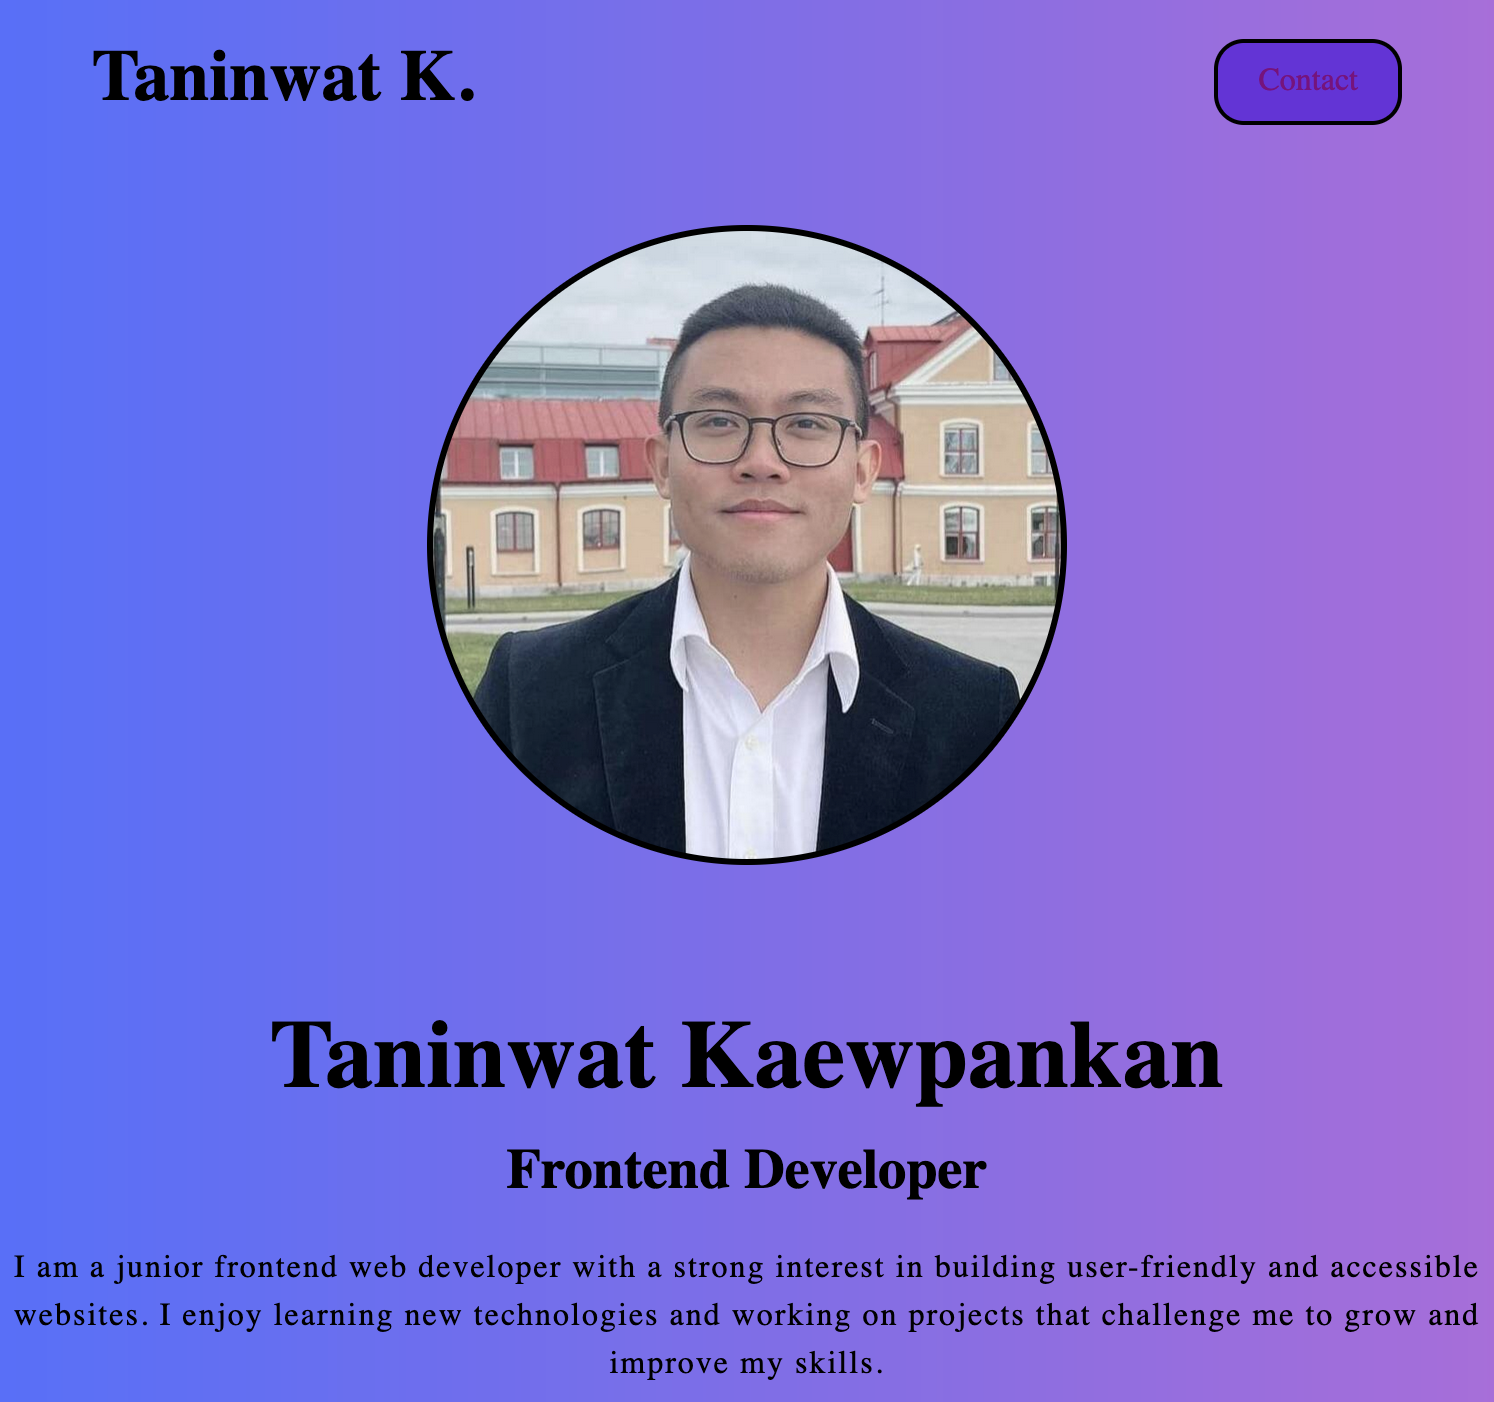 Taninwat K.
Contact
Taninwat Kaewpankan
Frontend Developer
I am a junior frontend web developer with a strong interest in building user-friendly and accessible
websites. I enjoy learning new technologies and working on projects that challenge me to grow and
improve my skills.